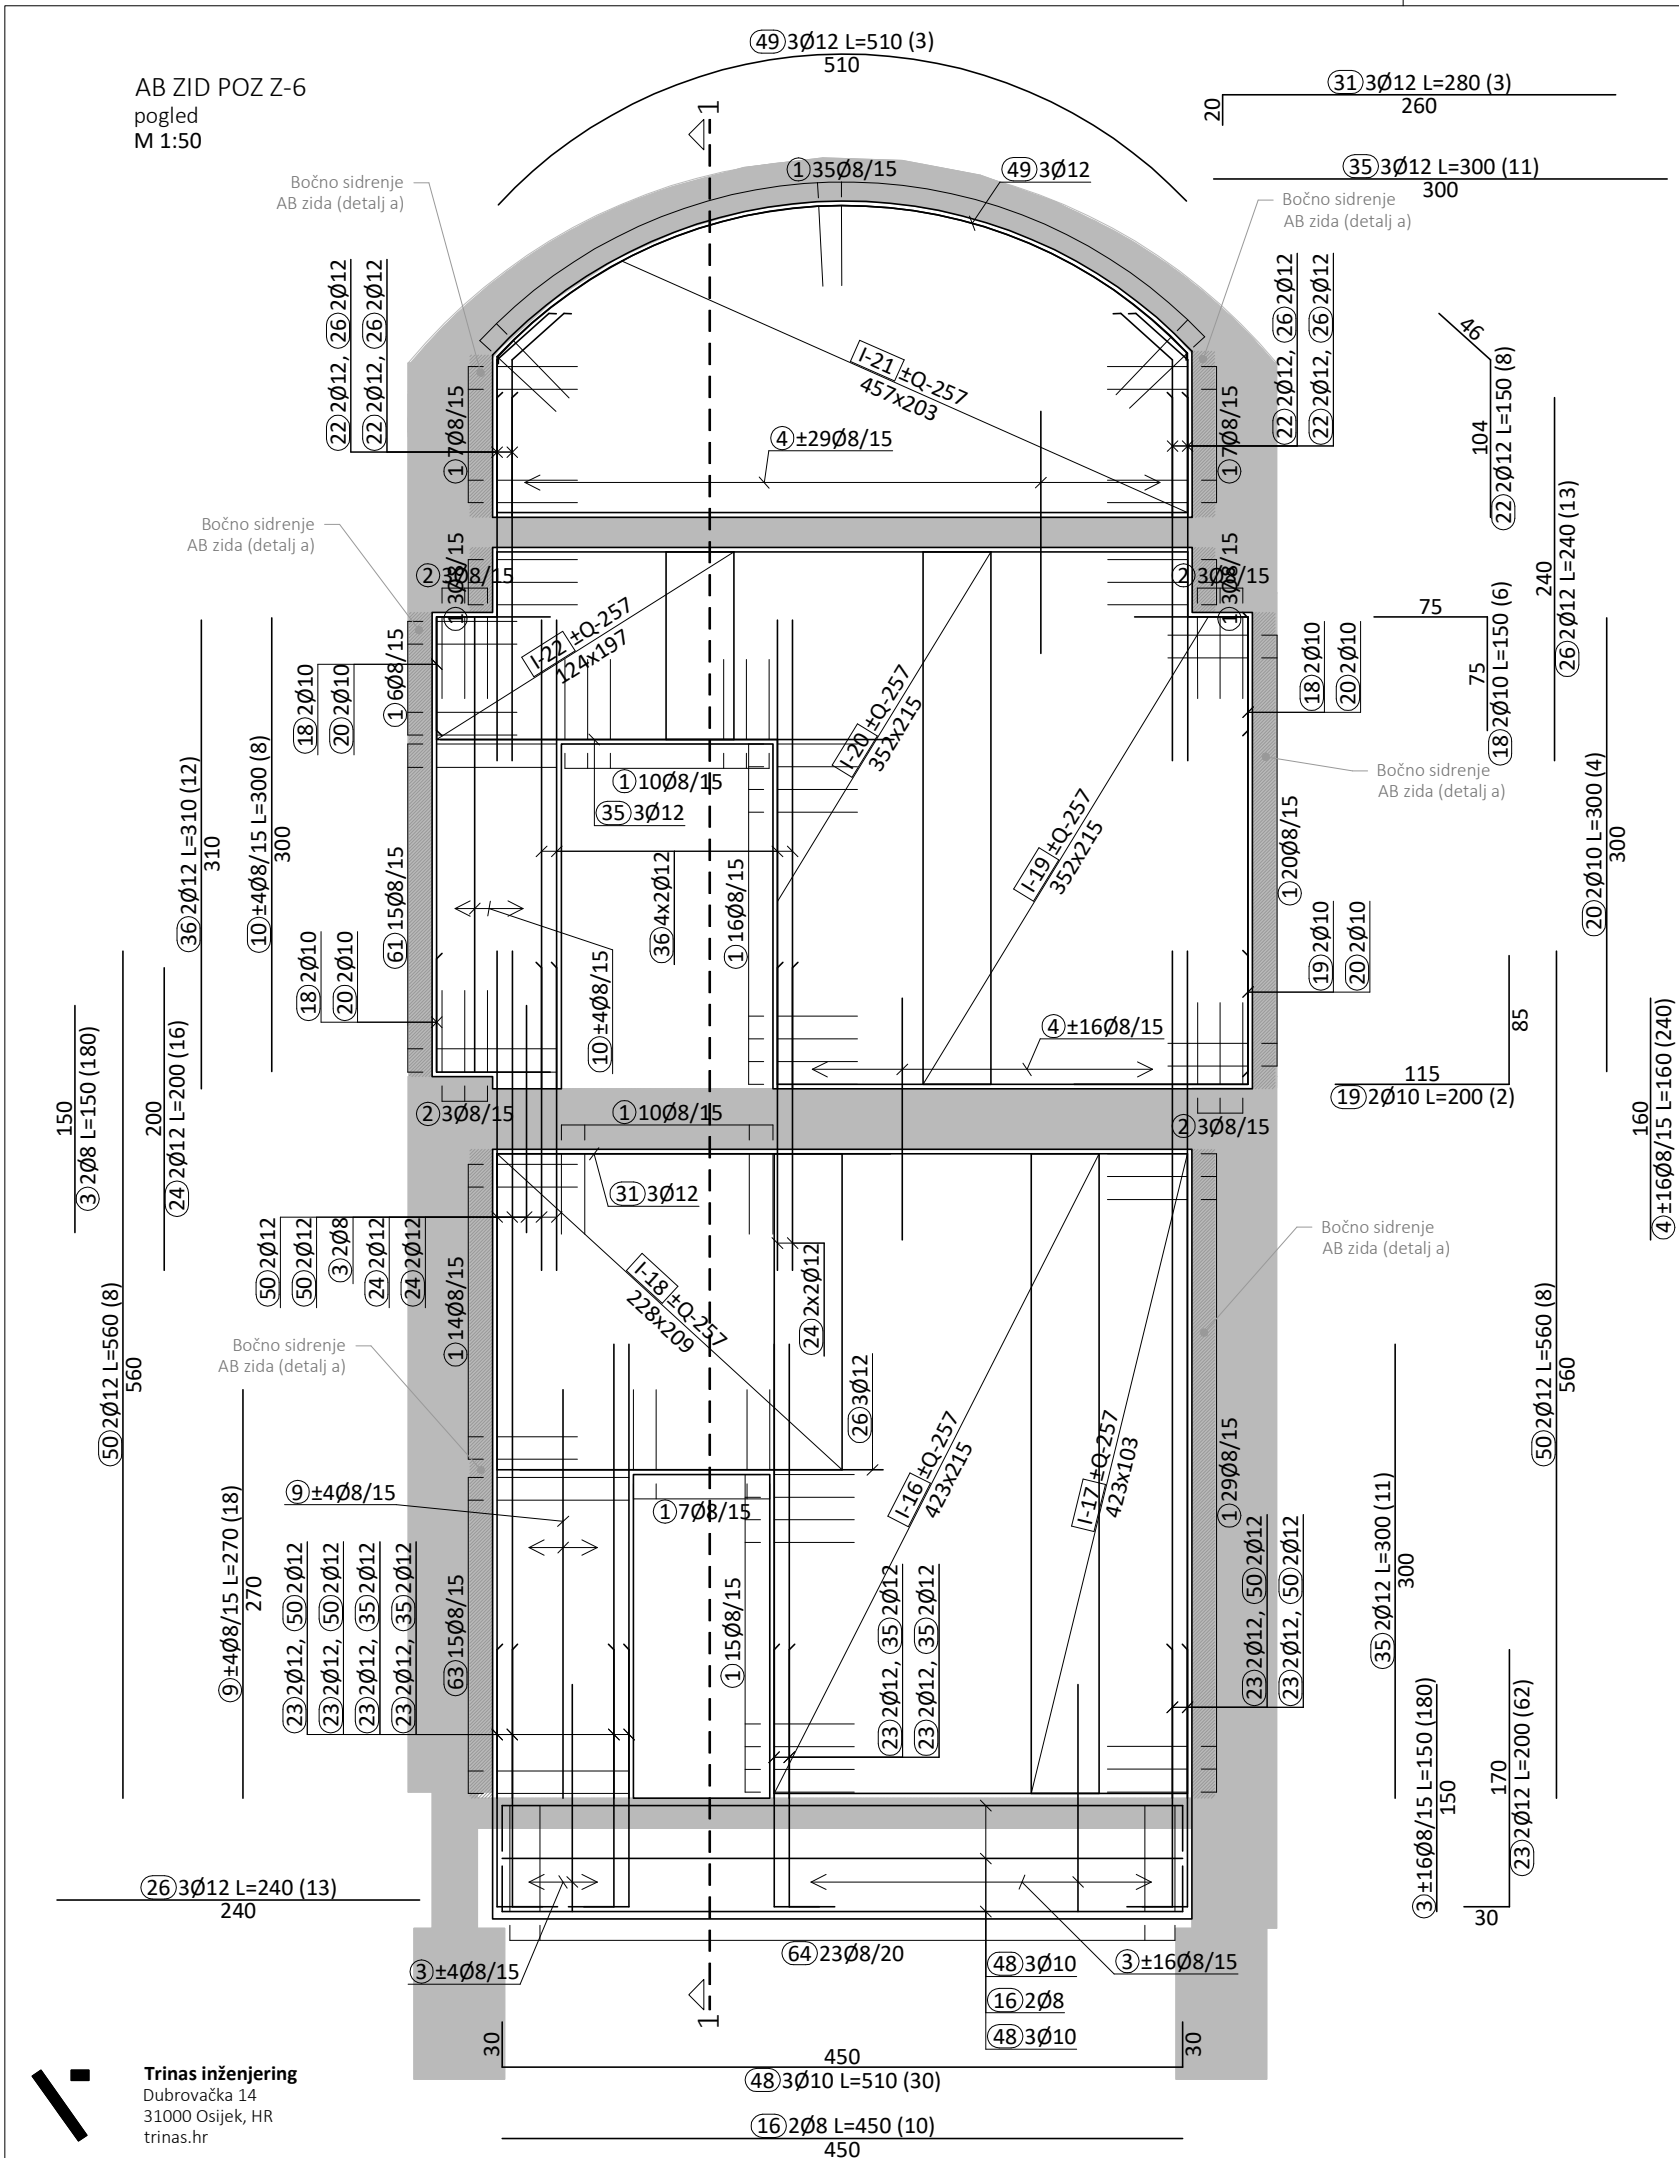 49 3Ø12 L=510 (3)
510
AB ZID POZ Z-6
pogled
M 1:50
31 3Ø12 L=280 (3)
260
20
35 3Ø12 L=300 (11)
300
1
1 35Ø8/15
49 3Ø12
Bočno sidrenje
AB zida (detalj a)
Bočno sidrenje
AB zida (detalj a)
22 2Ø12, 26 2Ø12
22 2Ø12, 26 2Ø12
22 2Ø12, 26 2Ø12
22 2Ø12, 26 2Ø12
46
104
22 2Ø12 L=150 (8)
I-21 ±Q-257
457x203
1 7Ø8/15
1 7Ø8/15
4 ±29Ø8/15
240
26 2Ø12 L=240 (13)
Bočno sidrenje
AB zida (detalj a)
1 3Ø8/15
2 3Ø8/15
1 3Ø8/15
2 3Ø8/15
75
75
18 2Ø10 L=150 (6)
I-22 ±Q-257
124x197
1 6Ø8/15
18 2Ø10
20 2Ø10
18 2Ø10
20 2Ø10
I-20 ±Q-257
352x215
I-19 ±Q-257
352x215
1 10Ø8/15
35 3Ø12
Bočno sidrenje
AB zida (detalj a)
36 2Ø12 L=310 (12)
310
10 ±4Ø8/15 L=300 (8)
300
61 15Ø8/15
36 4x2Ø12
1 16Ø8/15
1 20Ø8/15
20 2Ø10 L=300 (4)
300
18 2Ø10
20 2Ø10
10 ±4Ø8/15
19 2Ø10
20 2Ø10
4 ±16Ø8/15
85
115
19 2Ø10 L=200 (2)
150
3 2Ø8 L=150 (180)
200
24 2Ø12 L=200 (16)
160
4 ±16Ø8/15 L=160 (240)
2 3Ø8/15
1 10Ø8/15
2 3Ø8/15
31 3Ø12
50 2Ø12
50 2Ø12
3 2Ø8
24 2Ø12
24 2Ø12
1 14Ø8/15
I-18 ±Q-257
228x209
24 2x2Ø12
Bočno sidrenje
AB zida (detalj a)
Bočno sidrenje
AB zida (detalj a)
50 2Ø12 L=560 (8)
560
50 2Ø12 L=560 (8)
560
26 3Ø12
I-16 ±Q-257
423x215
I-17 ±Q-257
423x103
1 29Ø8/15
9 ±4Ø8/15
1 7Ø8/15
9 ±4Ø8/15 L=270 (18)
270
23 2Ø12, 50 2Ø12
23 2Ø12, 50 2Ø12
23 2Ø12, 35 2Ø12
23 2Ø12, 35 2Ø12
63 15Ø8/15
1 15Ø8/15
23 2Ø12, 35 2Ø12
23 2Ø12, 35 2Ø12
23 2Ø12, 50 2Ø12
23 2Ø12, 50 2Ø12
35 2Ø12 L=300 (11)
300
3 ±16Ø8/15 L=150 (180)
150
170
23 2Ø12 L=200 (62)
30
26 3Ø12 L=240 (13)
240
64 23Ø8/20
3 ±4Ø8/15
48 3Ø10
3 ±16Ø8/15
16 2Ø8
48 3Ø10
1
30
450
30
48 3Ø10 L=510 (30)
16 2Ø8 L=450 (10)
450
Trinas inženjering
Dubrovačka 14
31000 Osijek, HR
trinas.hr